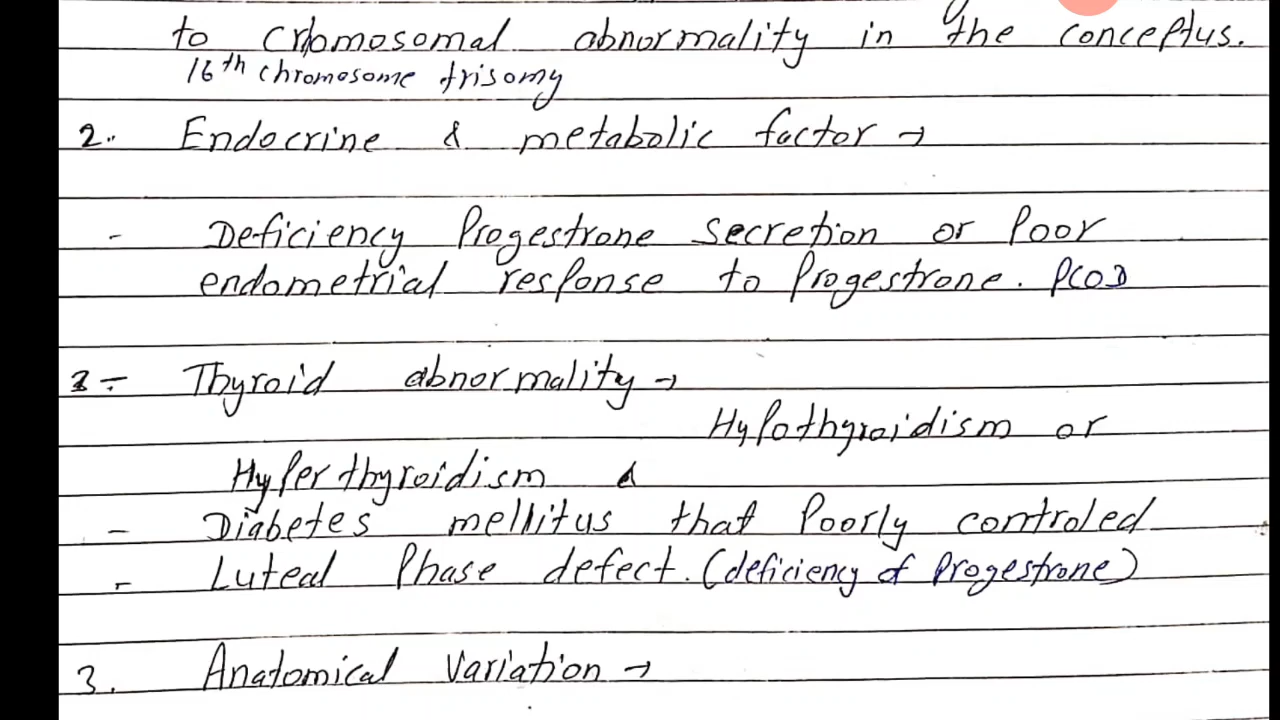 to chromosomal abnormality in the conceptus.
16th chromosome trisomy
2. Endocrine & metabolic factor →
- Deficiency Progestrone secretion or Poor
endometrial response to Progestrone. PCOD
- Thyroid abnormality →
Hypothyroidism or
Hyperthyroidism &
- Diabetes mellitus that Poorly controled
- Luteal Phase defect. (deficiency of Progestrone)
3. Anatomical variation →